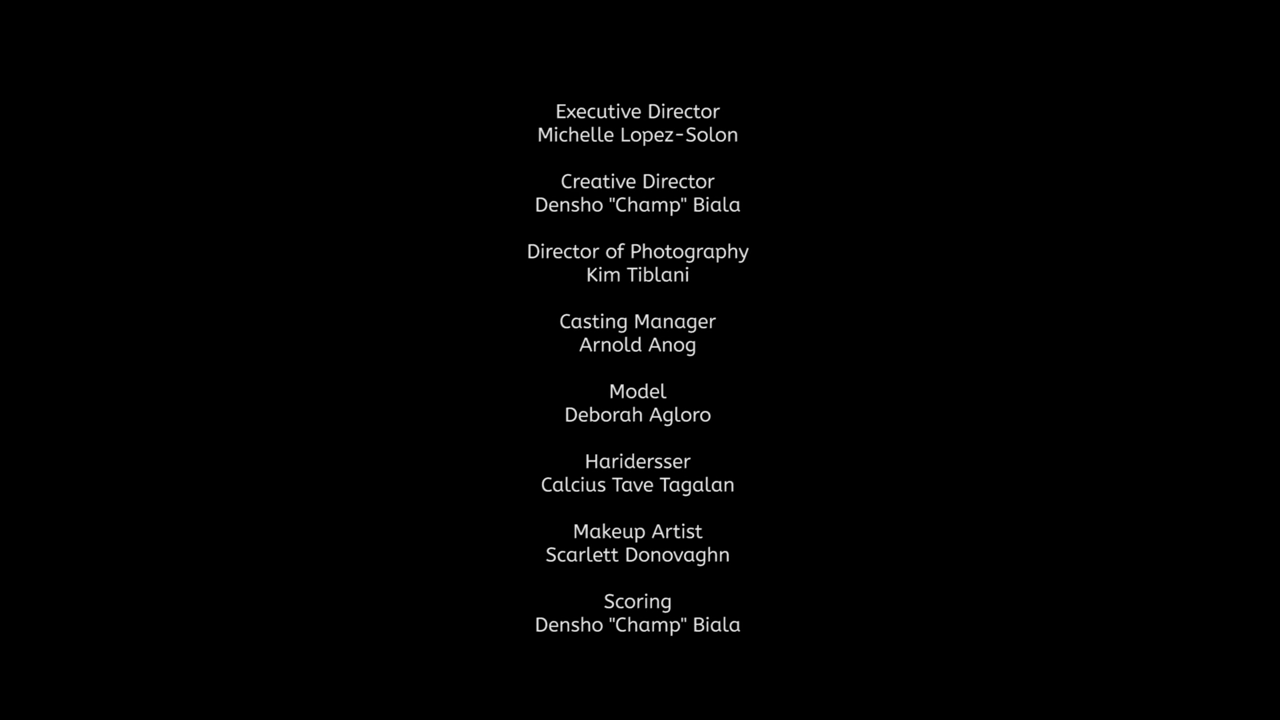 Executive Director
Michelle Lopez-Solon
Creative Director
Densho "Champ" Biala
Director of Photography
Kim Tiblani
Casting Manager
Arnold Anog
Model
Deborah Agloro
Haridersser
Calcius Tave Tagalan
Makeup Artist
Scarlett Donovaghn
Scoring
Densho "Champ" Biala